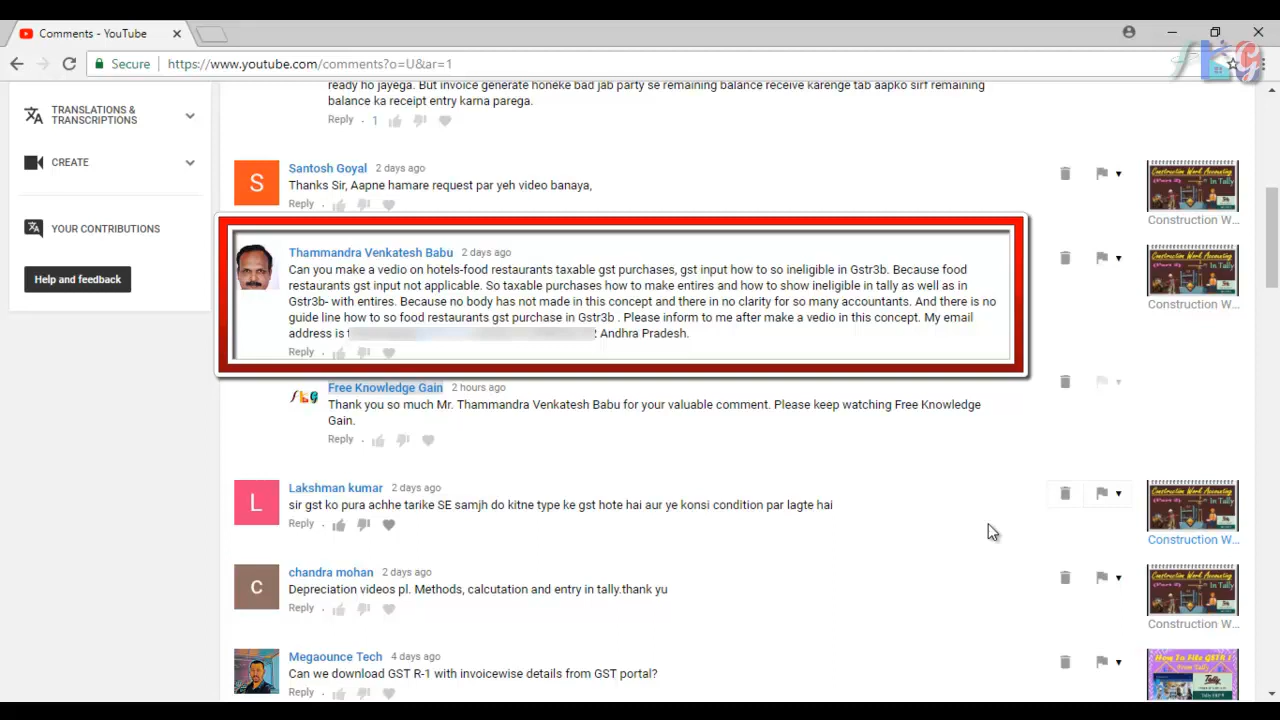 Comments - YouTube
Secure
https://www.youtube.com/comments?o=U&ar=1
TRANSLATIONS &
TRANSCRIPTIONS
CREATE
YOUR CONTRIBUTIONS
Help and feedback
ready ho jayega. But invoice generate honeke bad jab party se remaining balance receive karenge tab aapko sirf remaining
balance ka receipt entry karna parega.
Reply . 1
S
Santosh Goyal 2 days ago
Thanks Sir, Aapne hamare request par yeh video banaya,
Reply .
Construction W...
Thammandra Venkatesh Babu 2 days ago
Can you make a vedio on hotels-food restaurants taxable gst purchases, gst input how to so ineligible in Gstr3b. Because food
restaurants gst input not applicable. So taxable purchases how to make entires and how to show ineligible in tally as well as in
Gstr3b- with entires. Because no body has not made in this concept and there in no clarity for so many accountants. And there is no
guide line how to so food restaurants gst purchase in Gstr3b . Please inform to me after make a vedio in this concept. My email
address is Andhra Pradesh.
Reply .
Construction W...
Free Knowledge Gain 2 hours ago
Thank you so much Mr. Thammandra Venkatesh Babu for your valuable comment. Please keep watching Free Knowledge
Gain.
Reply .
L
Lakshman kumar 2 days ago
sir gst ko pura achhe tarike SE samjh do kitne type ke gst hote hai aur ye konsi condition par lagte hai
Reply .
Construction W...
C
chandra mohan 2 days ago
Depreciation videos pl. Methods, calcutation and entry in tally.thank yu
Reply .
Construction W...
Megaounce Tech 4 days ago
Can we download GST R-1 with invoicewise details from GST portal?
Reply .
How To File GSTR 1
From Tally